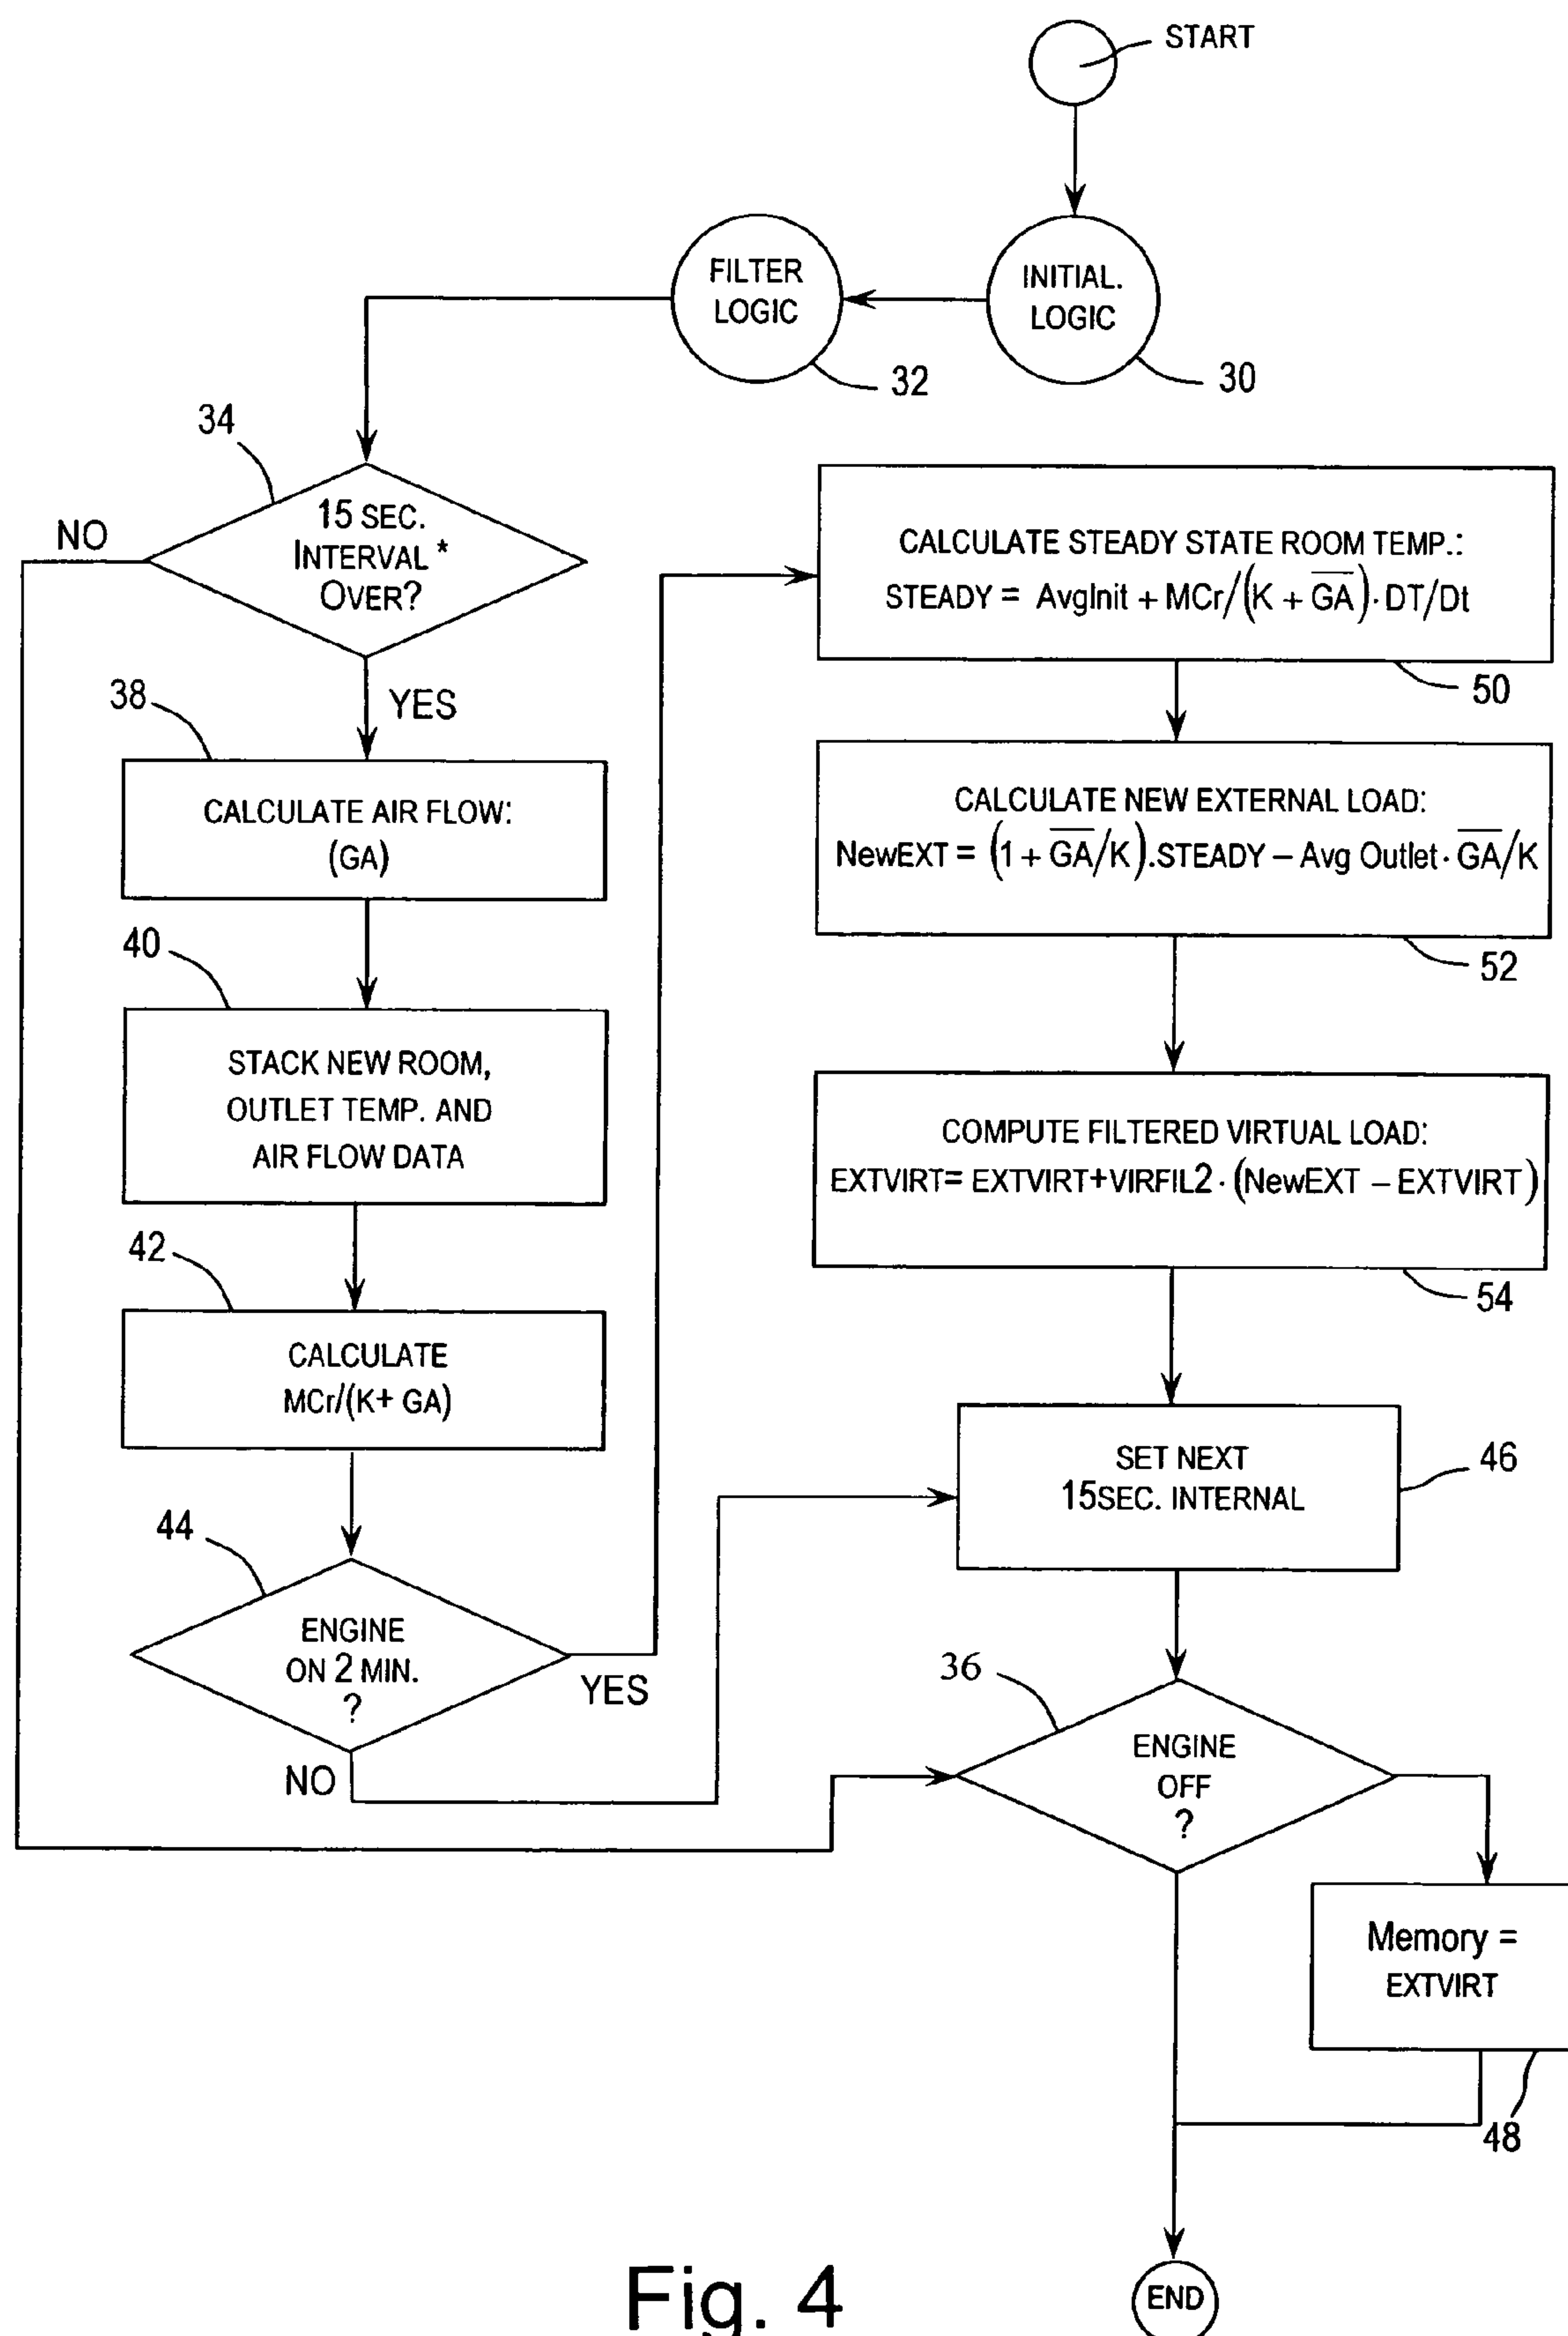 START
INITIAL.
LOGIC
30
FILTER
LOGIC
32
34
15 SEC.
INTERVAL *
OVER?
NO
YES
38
CALCULATE AIR FLOW:
(GA)
40
STACK NEW ROOM,
OUTLET TEMP. AND
AIR FLOW DATA
42
CALCULATE
MCr/(K+ GA)
44
ENGINE
ON 2 MIN.
?
YES
NO
CALCULATE STEADY STATE ROOM TEMP.:
STEADY = AvgInit + MCr/(K + G̅A̅)· DT/Dt
50
CALCULATE NEW EXTERNAL LOAD:
NewEXT = (1 + G̅A̅/K).STEADY – Avg Outlet · G̅A̅/K
52
COMPUTE FILTERED VIRTUAL LOAD:
EXTVIRT= EXTVIRT+VIRFIL2 · (NewEXT – EXTVIRT)
54
SET NEXT
15SEC. INTERNAL
46
36
ENGINE
OFF
?
Memory =
EXTVIRT
48
END
Fig. 4